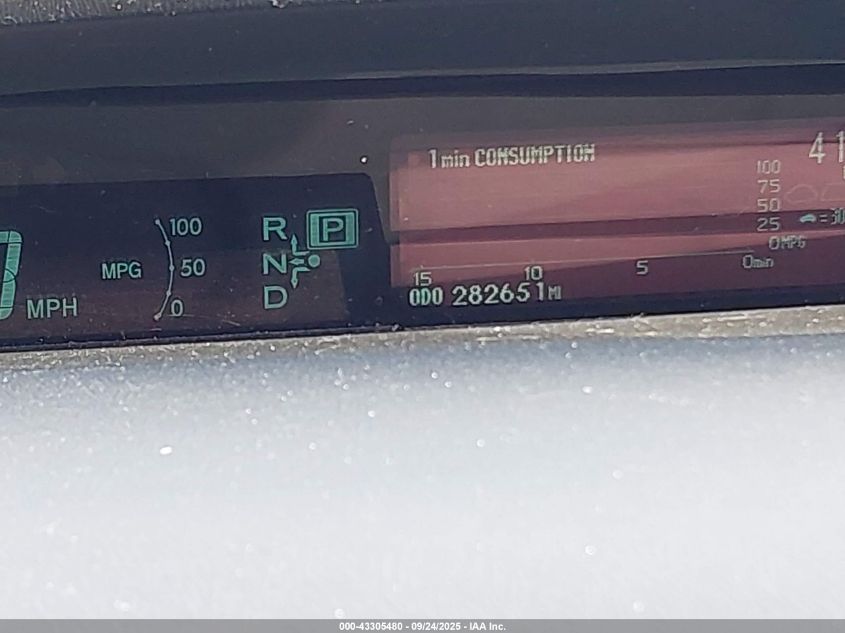 1min CONSUMPTION
41
100
75
50
25
0MPG
15 10 5 0min
ODO 282651MI
MPH
MPG
100
50
0
R
P
N
D
000-43305480 - 09/24/2025 - IAA Inc.